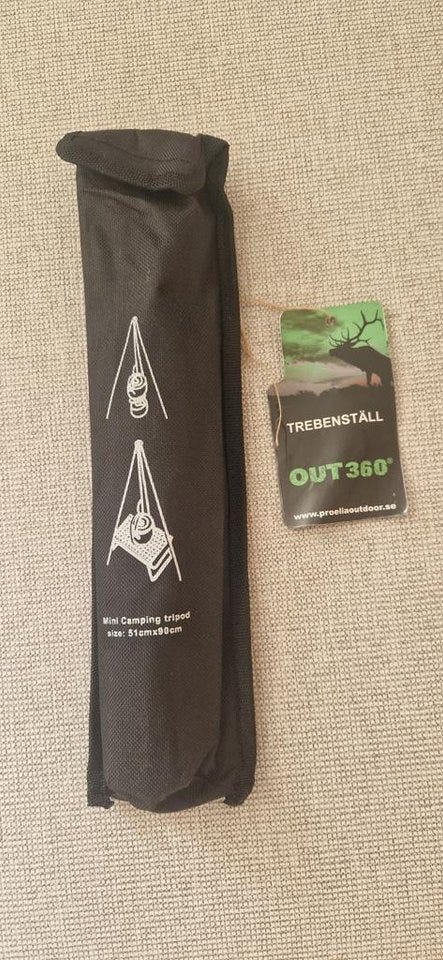 Mini Camping tripod
size: 51cmx90cm
TREBENSTÄLL
OUT360®
www.proeliaoutdoor.se